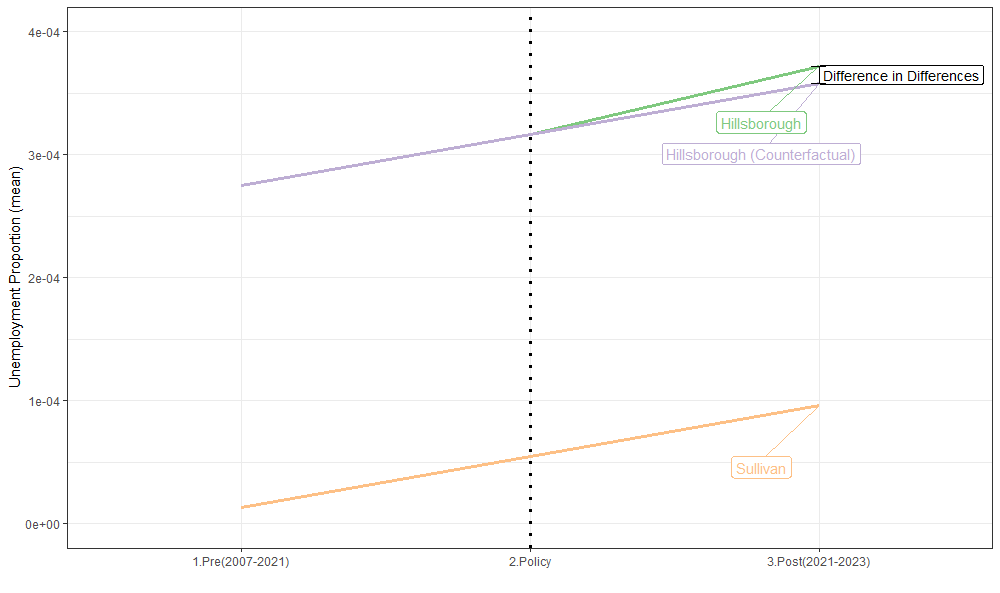 4e-04
3e-04
2e-04
1e-04
0e+00
Unemployment Proportion (mean)
Difference in Differences
Hillsborough
Hillsborough (Counterfactual)
Sullivan
1.Pre(2007-2021)
2.Policy
3.Post(2021-2023)